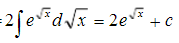 =2∫e^{√x}d√x = 2e^{√x} + c